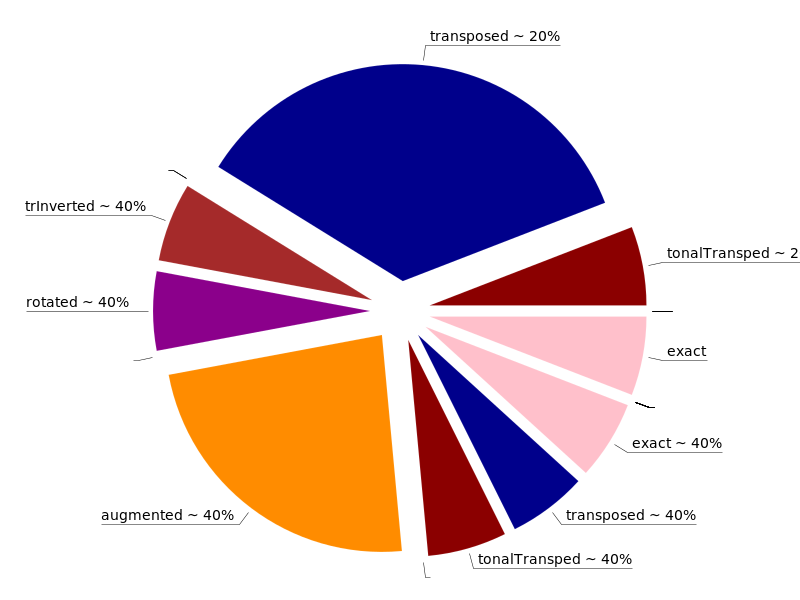 transposed ~ 20%
trInverted ~ 40%
tonalTransped ~ 2
rotated ~ 40%
exact
exact ~ 40%
augmented ~ 40%
transposed ~ 40%
tonalTransped ~ 40%